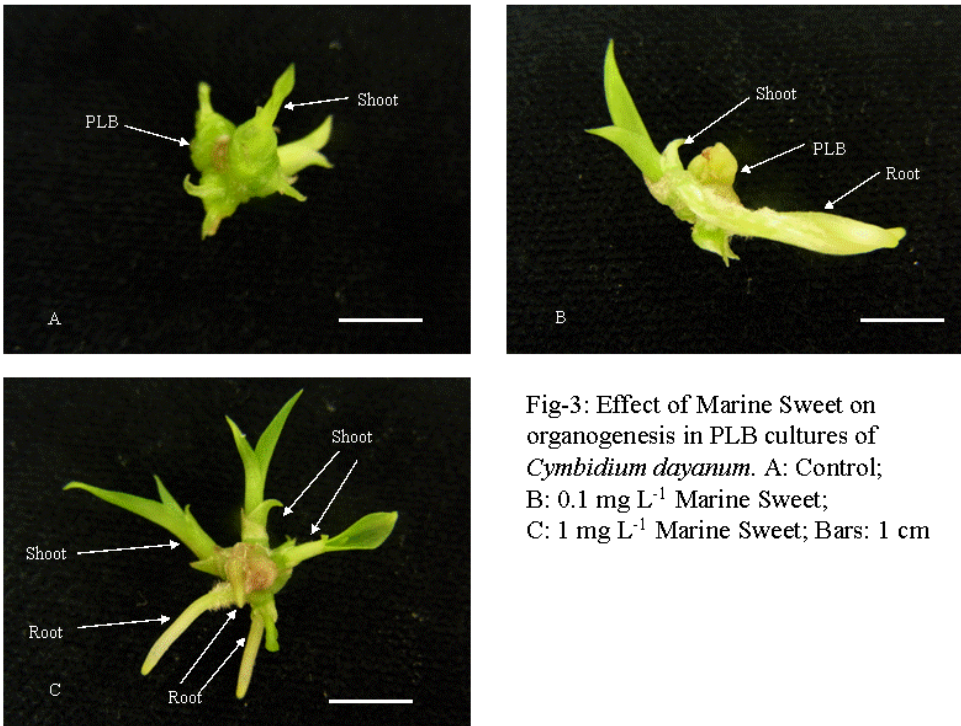 Shoot
PLB
A
Shoot
PLB
Root
B
Shoot
Shoot
Root
Root
C
Fig-3: Effect of Marine Sweet on
organogenesis in PLB cultures of
Cymbidium dayanum. A: Control;
B: 0.1 mg L⁻¹ Marine Sweet;
C: 1 mg L⁻¹ Marine Sweet; Bars: 1 cm